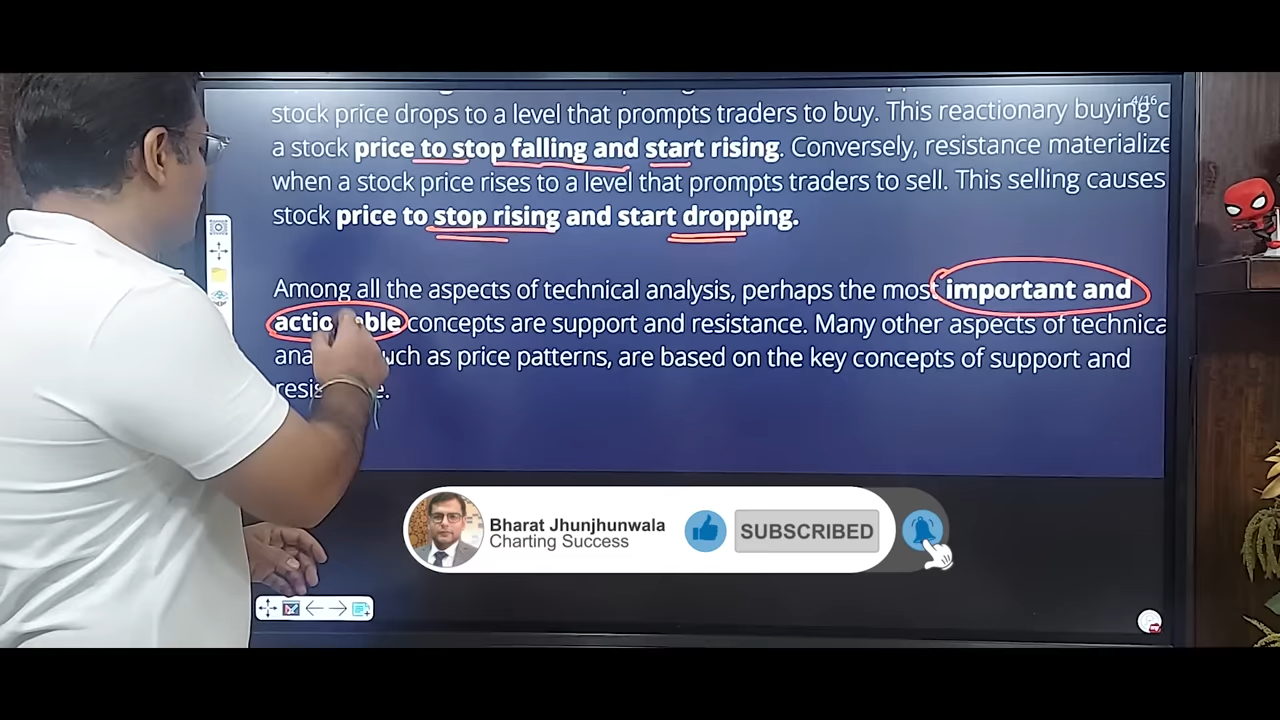 stock price drops to a level that prompts traders to buy. This reactionary buying
4/16
a stock price to stop falling and start rising. Conversely, resistance materialize
when a stock price rises to a level that prompts traders to sell. This selling causes
stock price to stop rising and start dropping.
Among all the aspects of technical analysis, perhaps the most important and
concepts are support and resistance. Many other aspects of technica
such as price patterns, are based on the key concepts of support and
Bharat Jhunjhunwala
Charting Success
SUBSCRIBED